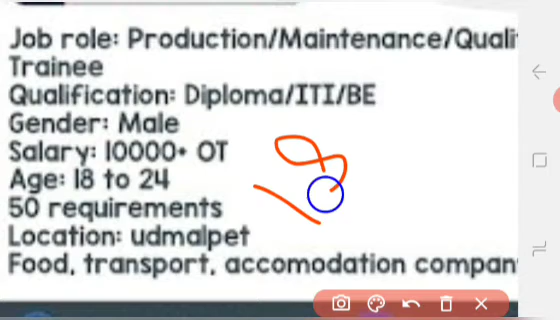 Job role: Production/Maintenance/Quali
Trainee
Qualification: Diploma/ITI/BE
Gender: Male
Salary: 10000+ OT
Age: 18 to 24
50 requirements
Location: udmalpet
Food, transport, accomodation compan